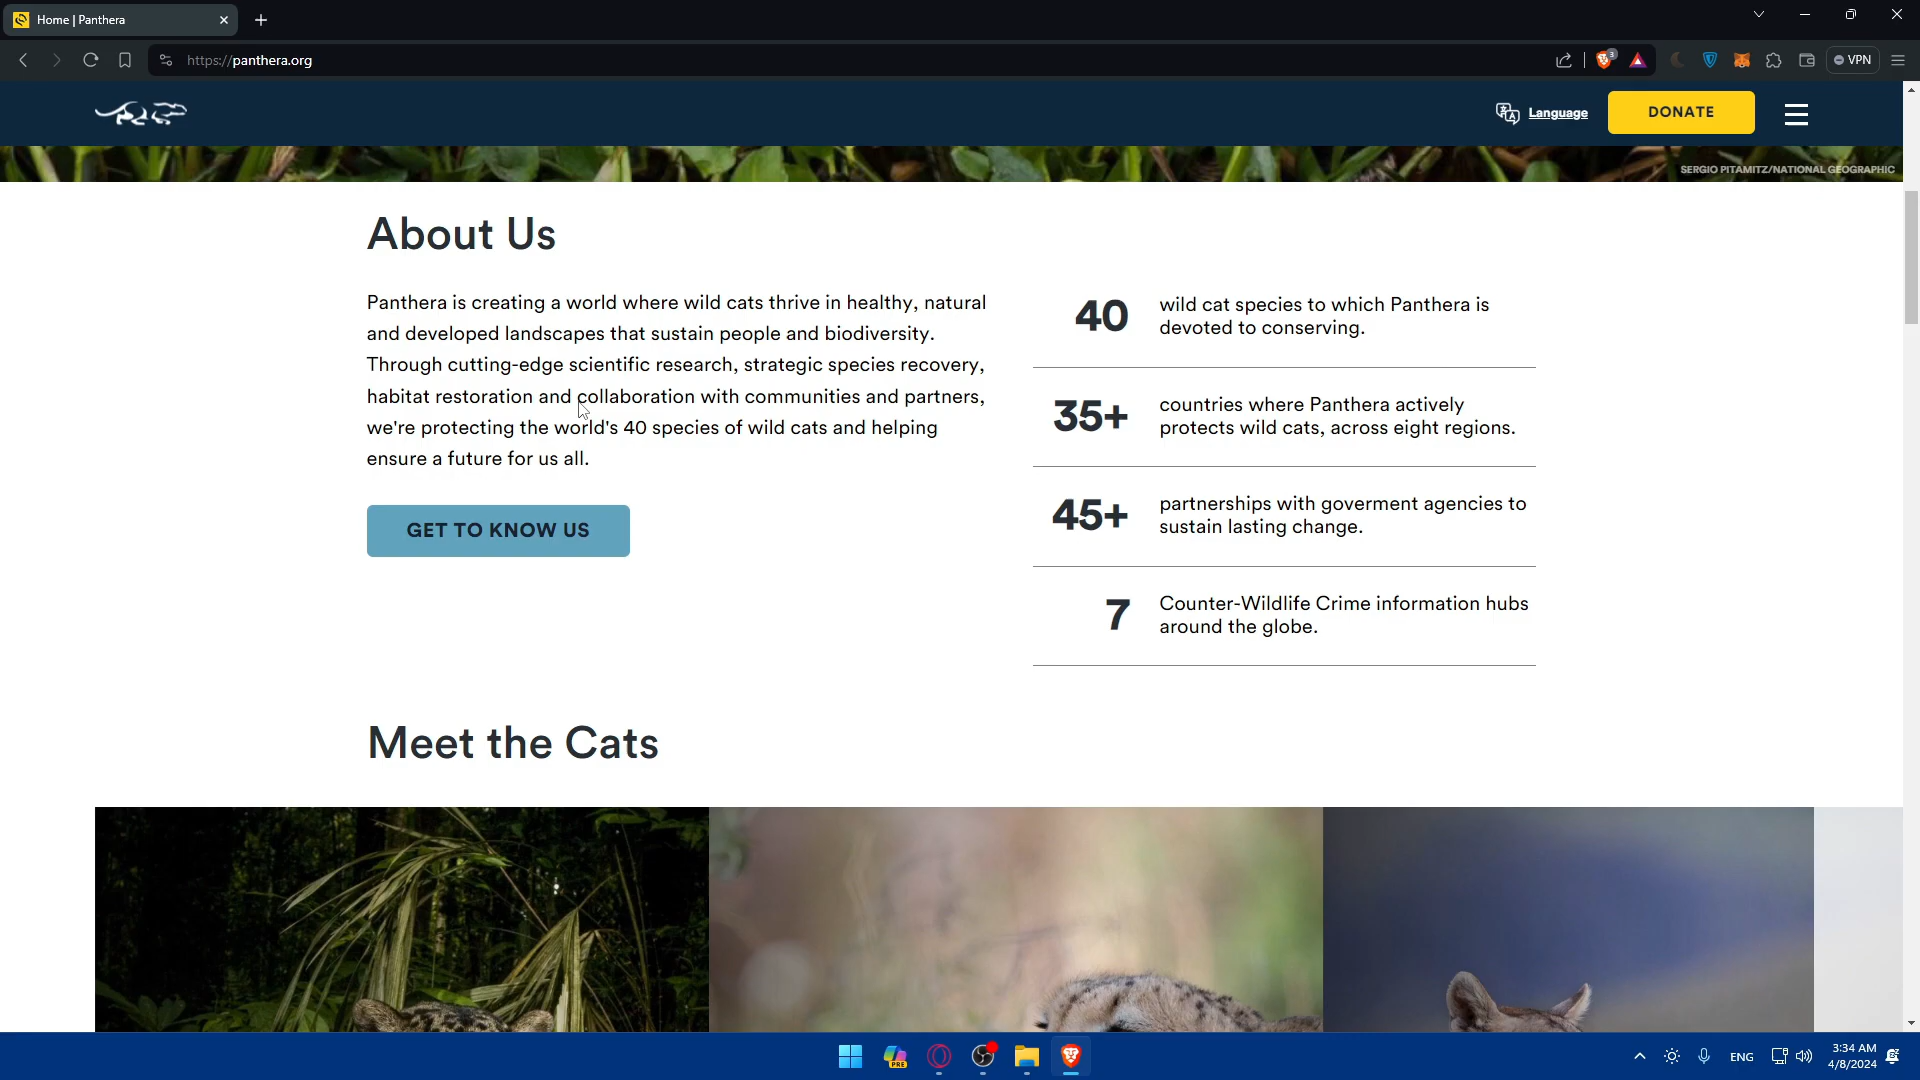 Home | Panthera
https://panthera.org
3
VPN
Language
DONATE
SERGIO PITAMITZ/NATIONAL GEOGRAPHIC
About Us
Panthera is creating a world where wild cats thrive in healthy, natural
and developed landscapes that sustain people and biodiversity.
Through cutting-edge scientific research, strategic species recovery,
habitat restoration and collaboration with communities and partners,
we're protecting the world's 40 species of wild cats and helping
ensure a future for us all.
GET TO KNOW US
40
wild cat species to which Panthera is
devoted to conserving.
35+
countries where Panthera actively
protects wild cats, across eight regions.
45+
partnerships with goverment agencies to
sustain lasting change.
7
Counter-Wildlife Crime information hubs
around the globe.
Meet the Cats
PRE
ENG
3:34 AM
4/8/2024